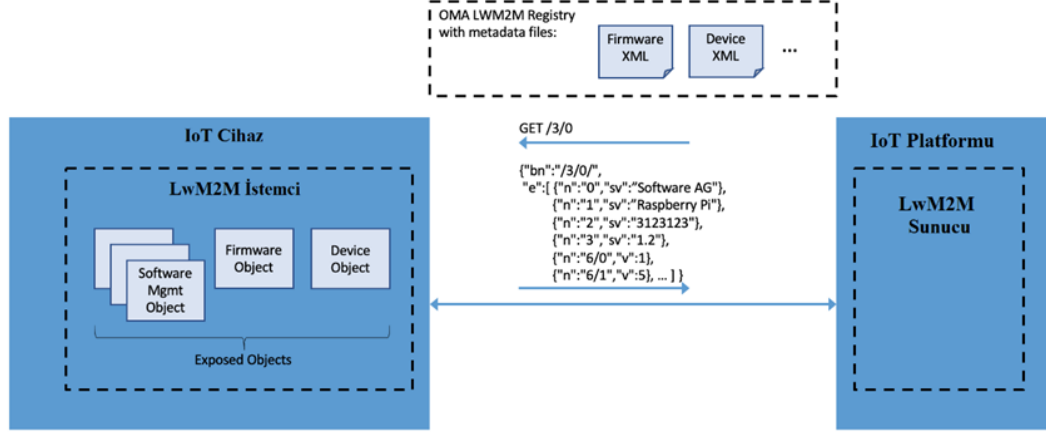 OMA LWM2M Registry
with metadata files:
Firmware
XML
Device
XML
...
IoT Cihaz
LwM2M İstemci
Software
Mgmt
Object
Firmware
Object
Device
Object
Exposed Objects
GET /3/0
{"bn":"/3/0/",
"e":[ {"n":"0","sv":"Software AG"},
{"n":"1","sv":"Raspberry Pi"},
{"n":"2","sv":"3123123"},
{"n":"3","sv":"1.2"},
{"n":"6/0","v":1},
{"n":"6/1","v":5}, ... ] }
IoT Platformu
LwM2M
Sunucu